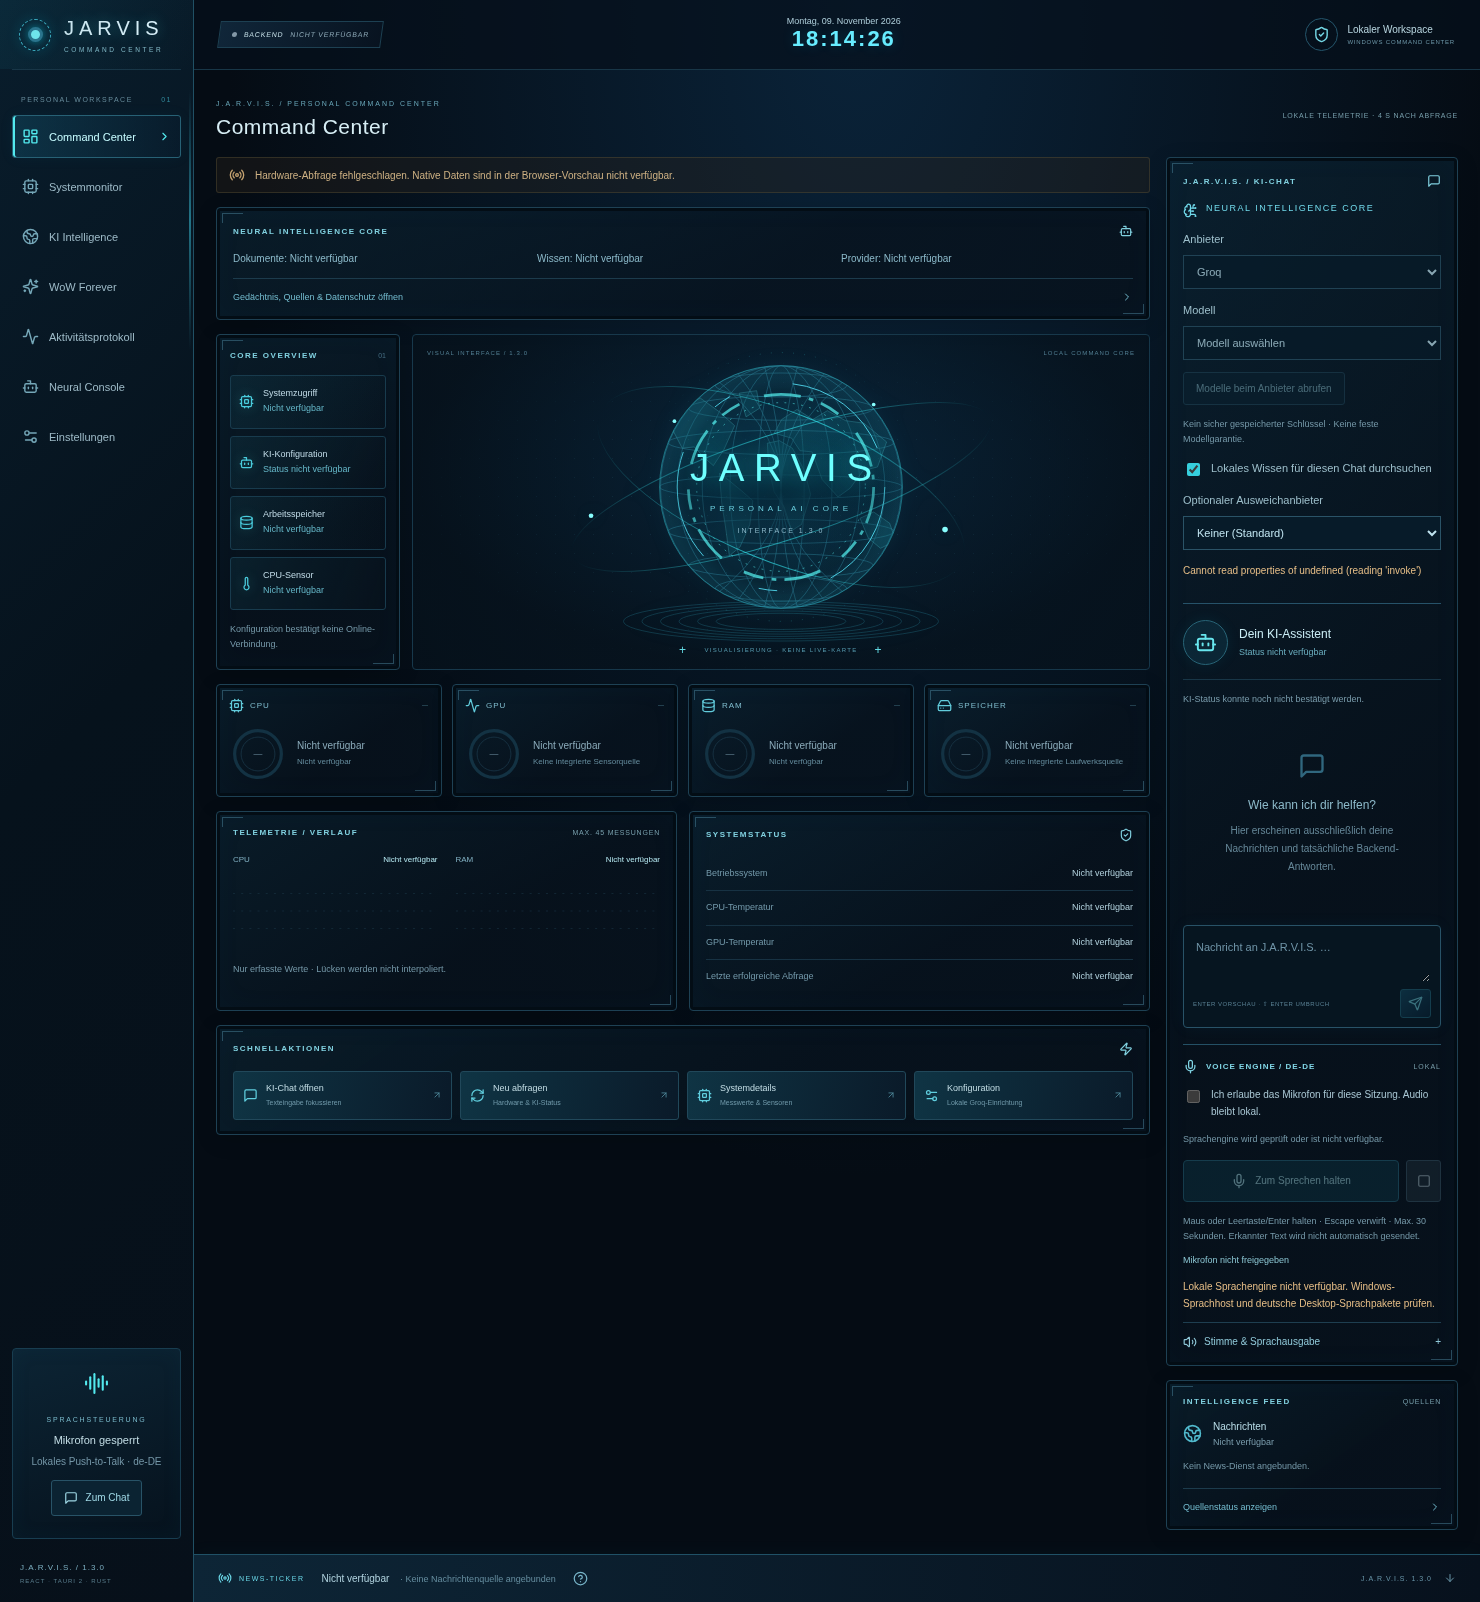 JARVIS
COMMAND CENTER
PERSONAL WORKSPACE 01
Command Center
Systemmonitor
KI Intelligence
WoW Forever
Aktivitätsprotokoll
Neural Console
Einstellungen
SPRACHSTEUERUNG
Mikrofon gesperrt
Lokales Push-to-Talk · de-DE
Zum Chat
J.A.R.V.I.S. / 1.3.0
REACT · TAURI 2 · RUST
BACKEND NICHT VERFÜGBAR
Montag, 09. November 2026
18:14:26
Lokaler Workspace
WINDOWS COMMAND CENTER
J.A.R.V.I.S. / PERSONAL COMMAND CENTER
Command Center
LOKALE TELEMETRIE · 4 S NACH ABFRAGE
Hardware-Abfrage fehlgeschlagen. Native Daten sind in der Browser-Vorschau nicht verfügbar.
NEURAL INTELLIGENCE CORE
Dokumente: Nicht verfügbar Wissen: Nicht verfügbar Provider: Nicht verfügbar
Gedächtnis, Quellen & Datenschutz öffnen
CORE OVERVIEW 01
Systemzugriff
Nicht verfügbar
KI-Konfiguration
Status nicht verfügbar
Arbeitsspeicher
Nicht verfügbar
CPU-Sensor
Nicht verfügbar
Konfiguration bestätigt keine Online-
Verbindung.
VISUAL INTERFACE / 1.3.0 LOCAL COMMAND CORE
JARVIS
PERSONAL AI CORE
INTERFACE 1.3.0
+ VISUALISIERUNG · KEINE LIVE-KARTE +
CPU —
— Nicht verfügbar
Nicht verfügbar
GPU —
— Nicht verfügbar
Keine integrierte Sensorquelle
RAM —
— Nicht verfügbar
Nicht verfügbar
SPEICHER —
— Nicht verfügbar
Keine integrierte Laufwerksquelle
TELEMETRIE / VERLAUF MAX. 45 MESSUNGEN
CPU Nicht verfügbar RAM Nicht verfügbar
Nur erfasste Werte · Lücken werden nicht interpoliert.
SYSTEMSTATUS
Betriebssystem Nicht verfügbar
CPU-Temperatur Nicht verfügbar
GPU-Temperatur Nicht verfügbar
Letzte erfolgreiche Abfrage Nicht verfügbar
SCHNELLAKTIONEN
KI-Chat öffnen
Texteingabe fokussieren
Neu abfragen
Hardware & KI-Status
Systemdetails
Messwerte & Sensoren
Konfiguration
Lokale Groq-Einrichtung
J.A.R.V.I.S. / KI-CHAT
NEURAL INTELLIGENCE CORE
Anbieter
Groq
Modell
Modell auswählen
Modelle beim Anbieter abrufen
Kein sicher gespeicherter Schlüssel · Keine feste
Modellgarantie.
Lokales Wissen für diesen Chat durchsuchen
Optionaler Ausweichanbieter
Keiner (Standard)
Cannot read properties of undefined (reading 'invoke')
Dein KI-Assistent
Status nicht verfügbar
KI-Status konnte noch nicht bestätigt werden.
Wie kann ich dir helfen?
Hier erscheinen ausschließlich deine
Nachrichten und tatsächliche Backend-
Antworten.
Nachricht an J.A.R.V.I.S. …
ENTER VORSCHAU · ⇧ ENTER UMBRUCH
VOICE ENGINE / DE-DE LOKAL
Ich erlaube das Mikrofon für diese Sitzung. Audio
bleibt lokal.
Sprachengine wird geprüft oder ist nicht verfügbar.
Zum Sprechen halten
Maus oder Leertaste/Enter halten · Escape verwirft · Max. 30
Sekunden. Erkannter Text wird nicht automatisch gesendet.
Mikrofon nicht freigegeben
Lokale Sprachengine nicht verfügbar. Windows-
Sprachhost und deutsche Desktop-Sprachpakete prüfen.
Stimme & Sprachausgabe +
INTELLIGENCE FEED QUELLEN
Nachrichten
Nicht verfügbar
Kein News-Dienst angebunden.
Quellenstatus anzeigen
NEWS-TICKER Nicht verfügbar · Keine Nachrichtenquelle angebunden
J.A.R.V.I.S. 1.3.0